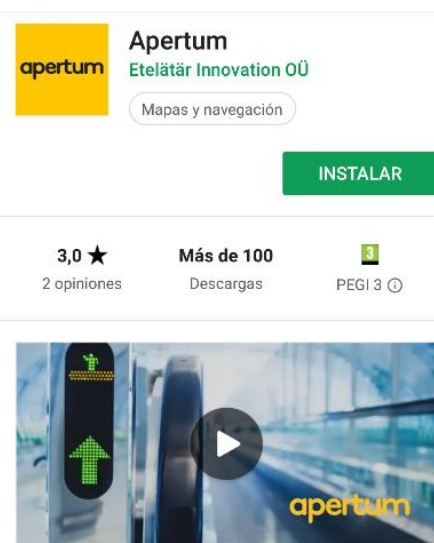 apertum
Apertum
Etelätär Innovation OÜ
Mapas y navegación
INSTALAR
3,0 ★
2 opiniones
Más de 100
Descargas
3
PEGI 3
apertum